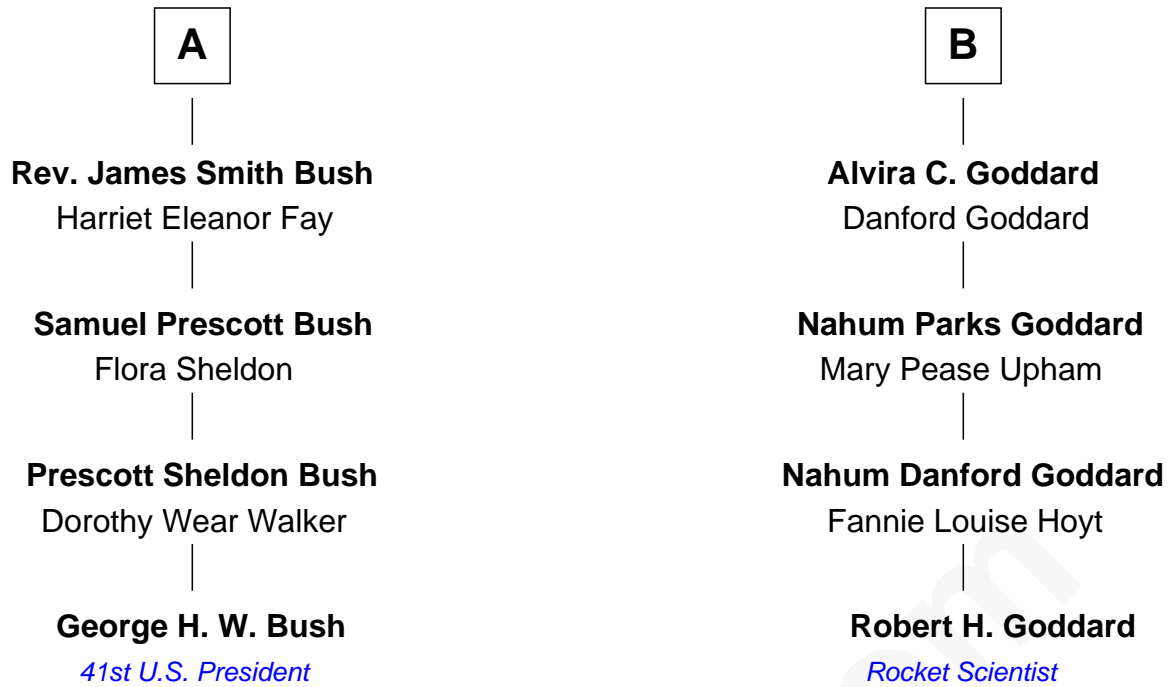 A
Rev. James Smith Bush
Harriet Eleanor Fay
Samuel Prescott Bush
Flora Sheldon
Prescott Sheldon Bush
Dorothy Wear Walker
George H. W. Bush
41st U.S. President
B
Alvira C. Goddard
Danford Goddard
Nahum Parks Goddard
Mary Pease Upham
Nahum Danford Goddard
Fannie Louise Hoyt
Robert H. Goddard
Rocket Scientist